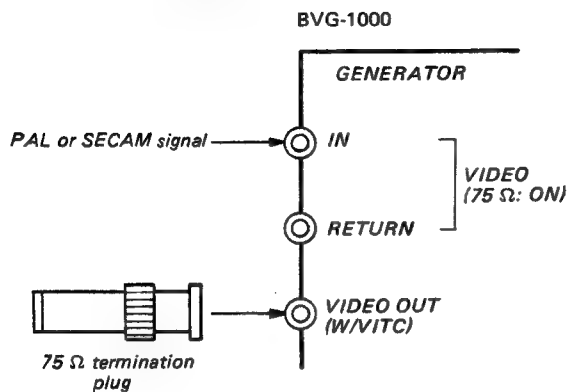 BVG-1000
GENERATOR
PAL or SECAM signal
IN
VIDEO
(75 Ω: ON)
RETURN
VIDEO OUT
(W/VITC)
75 Ω termination
plug